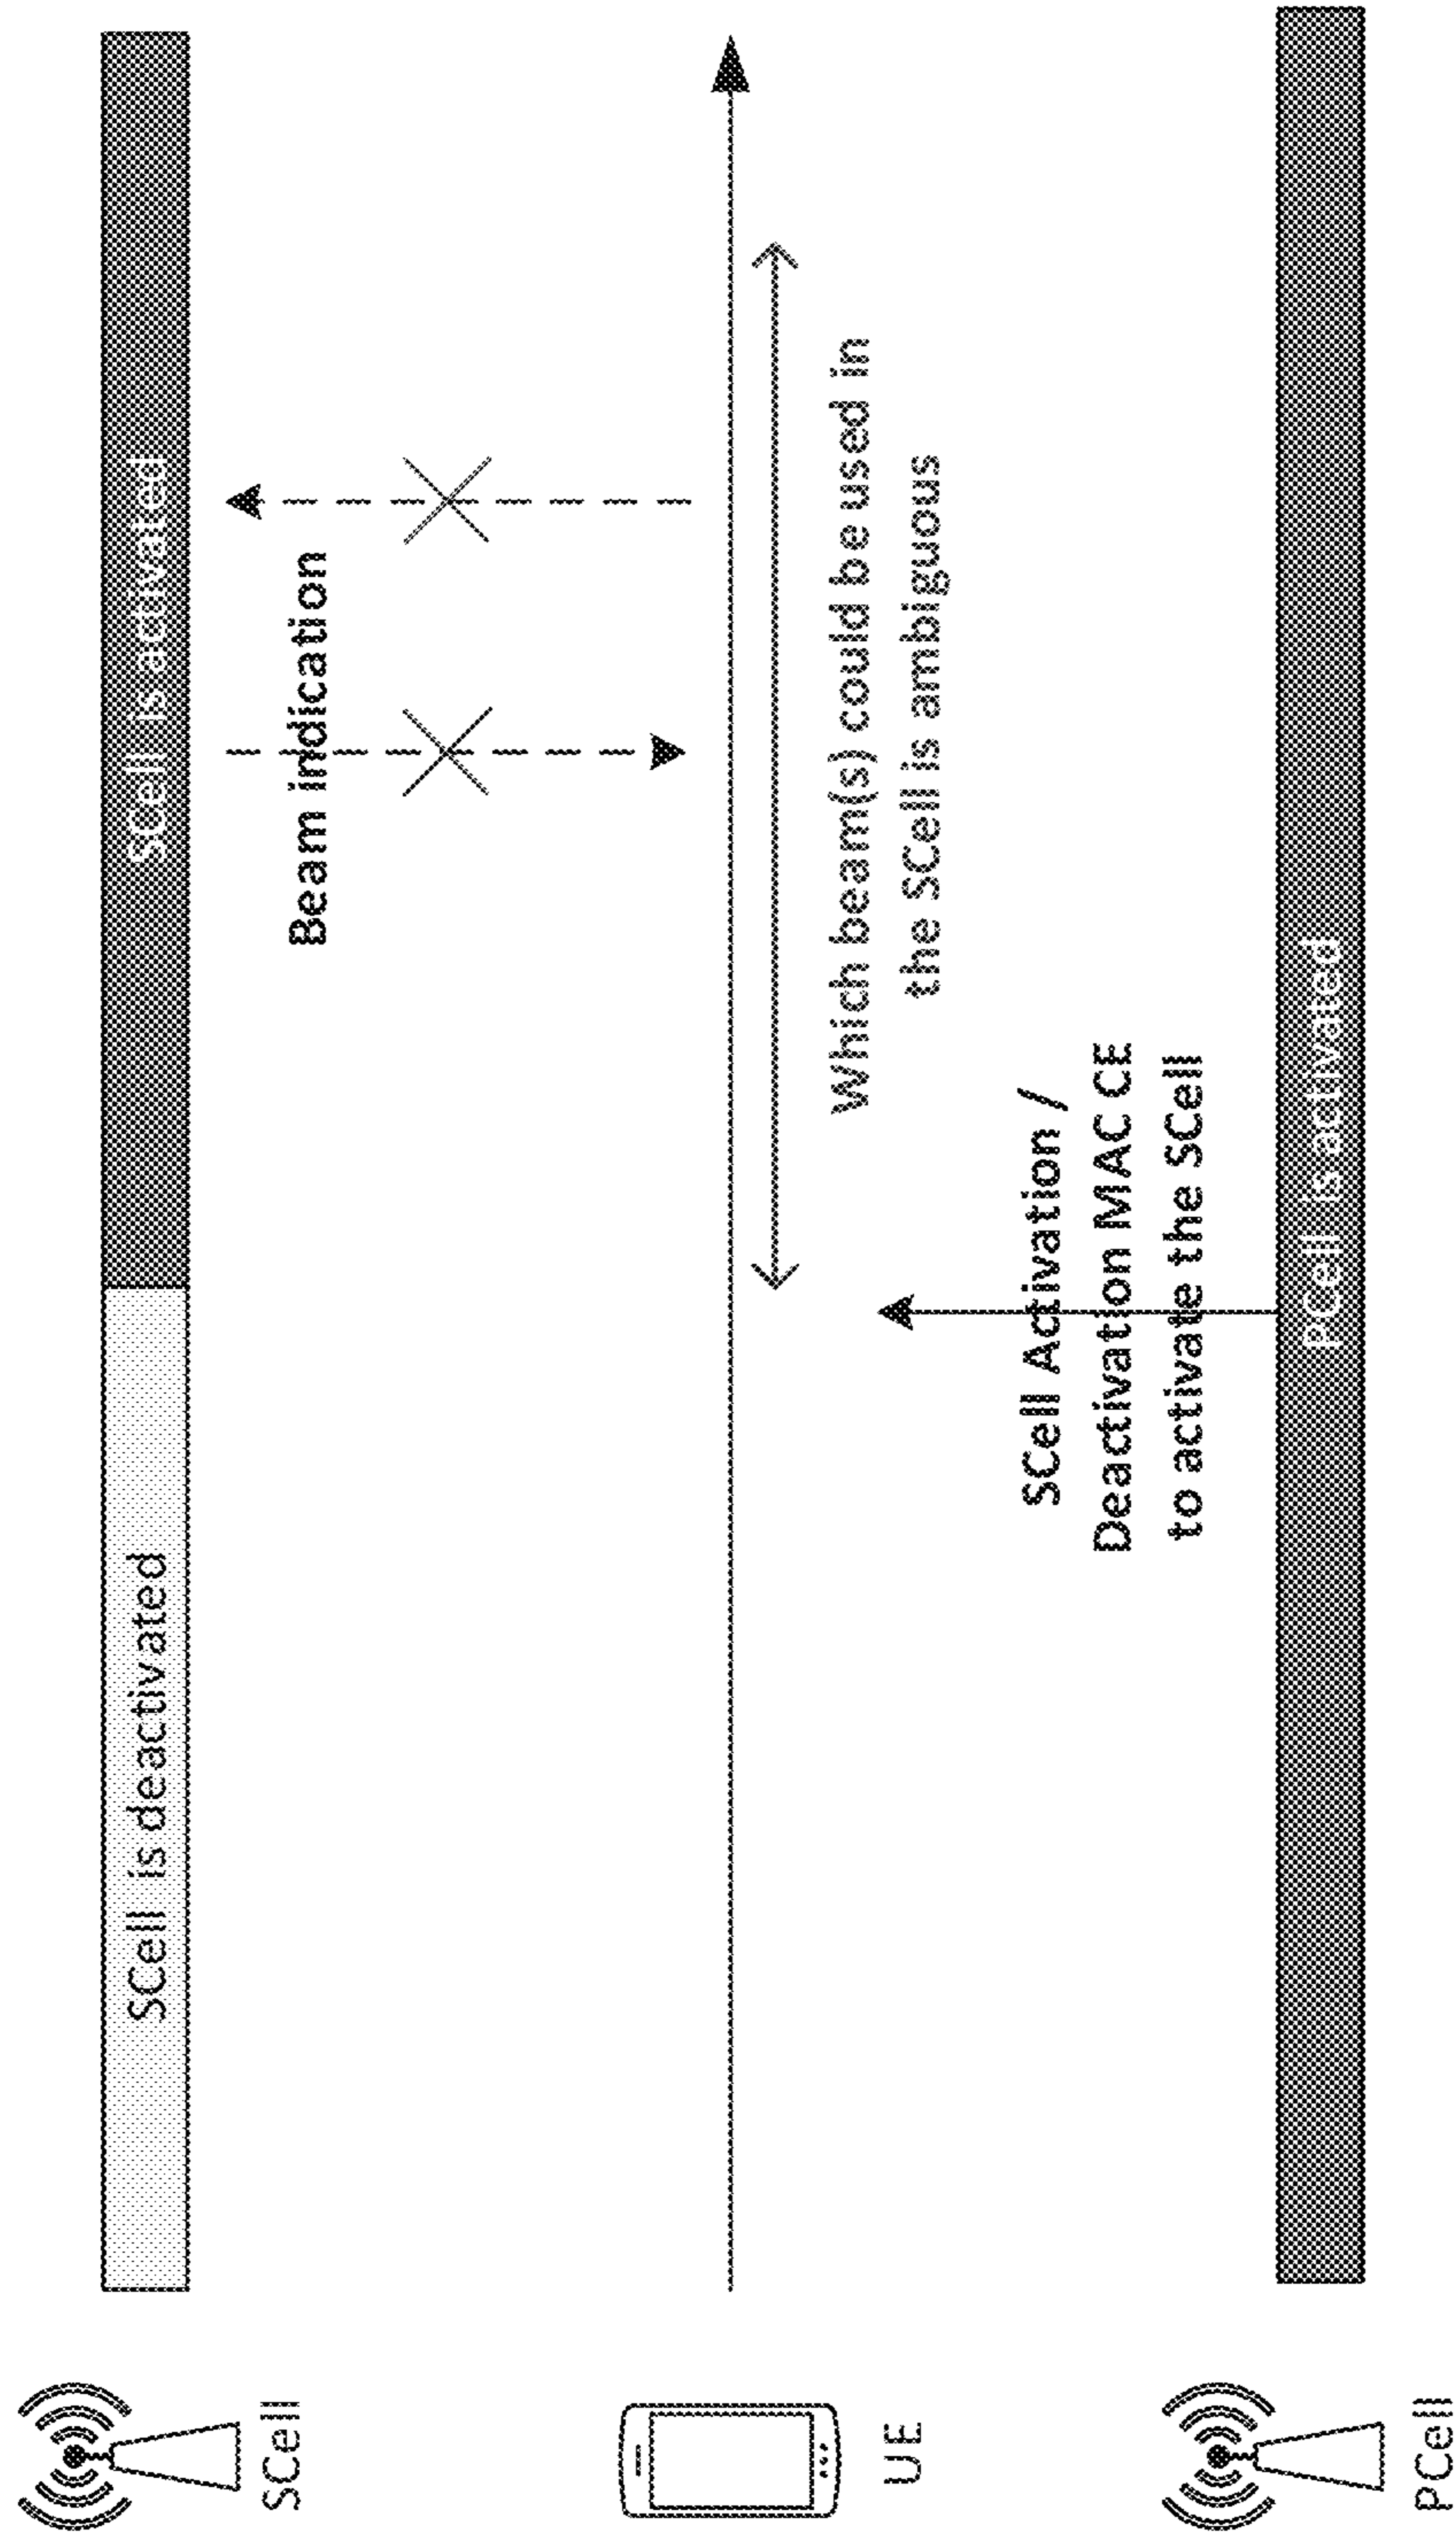 SCell
SCell is deactivated
SCell is activated
Beam indication
UE
Which beam(s) could be used in
the SCell is ambiguous
SCell Activation /
Deactivation MAC CE
to activate the SCell
PCell
PCell is activated